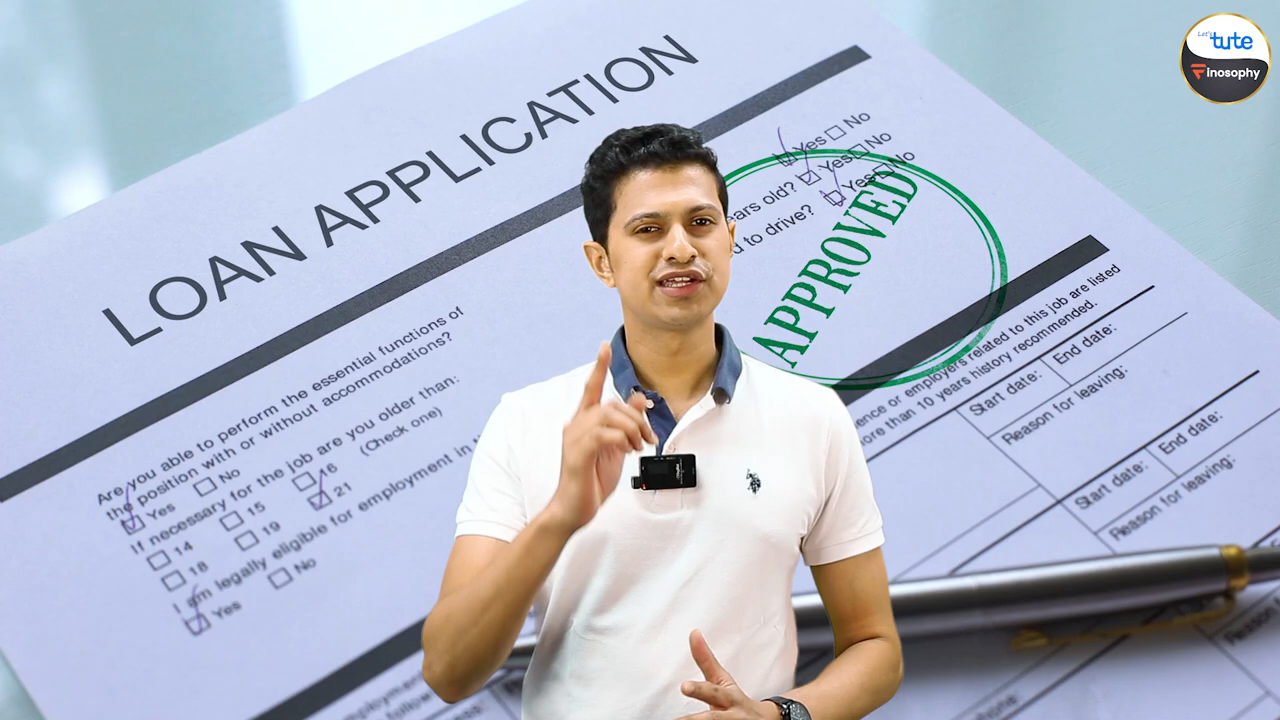 Let's
tute
Finosophy
LOAN APPLICATION
Yes No
Yes No
ears old? Yes No
d to drive?
APPROVED
Are you able to perform the essential functions of
the position with or without accommodations?
Yes No
If necessary for the job are you older than:
14 15 16 (Check one)
18 19 21
I am legally eligible for employment in
Yes No
ence or employers related to this job are listed
ore than 10 years history recommended.
Start date: End date:
Reason for leaving:
Start date: End date:
Reason for leaving: